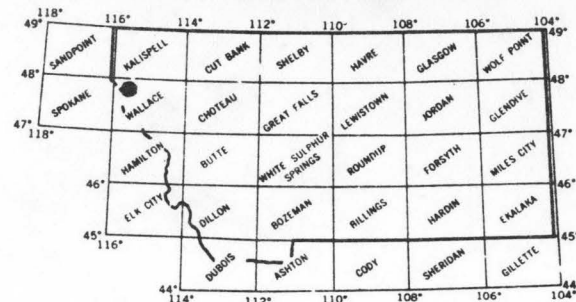 116° 114° 112° 110° 108° 106° 104°
49° 49°
SANDPOINT KALISPELL CUT BANK SHELBY HAVRE GLASGOW WOLF POINT
48° 48°
SPOKANE WALLACE CHOTEAU GREAT FALLS LEWISTOWN JORDAN GLENDIVE
47° 47°
118°
HAMILTON BUTTE WHITE SULPHUR SPRINGS ROUNDUP FORSYTH MILES CITY
46° 46°
ELK CITY DILLON BOZEMAN RILLINGS HARDIN EKALAKA
45° 45°
116°
DUBOIS ASHTON CODY SHERIDAN GILLETTE
44° 44°
114° 112° 110° 108° 106° 104°